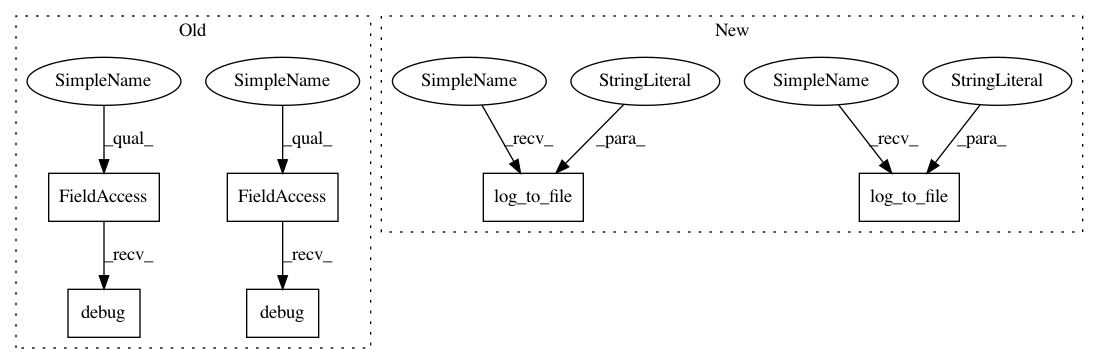 Old
New
SimpleName SimpleName SimpleName StringLiteral SimpleName StringLiteral
_qual_ _qual_ _recv_ _para_ _recv_ _para_
FieldAccess FieldAccess log_to_file log_to_file
_recv_ _recv_
debug debug